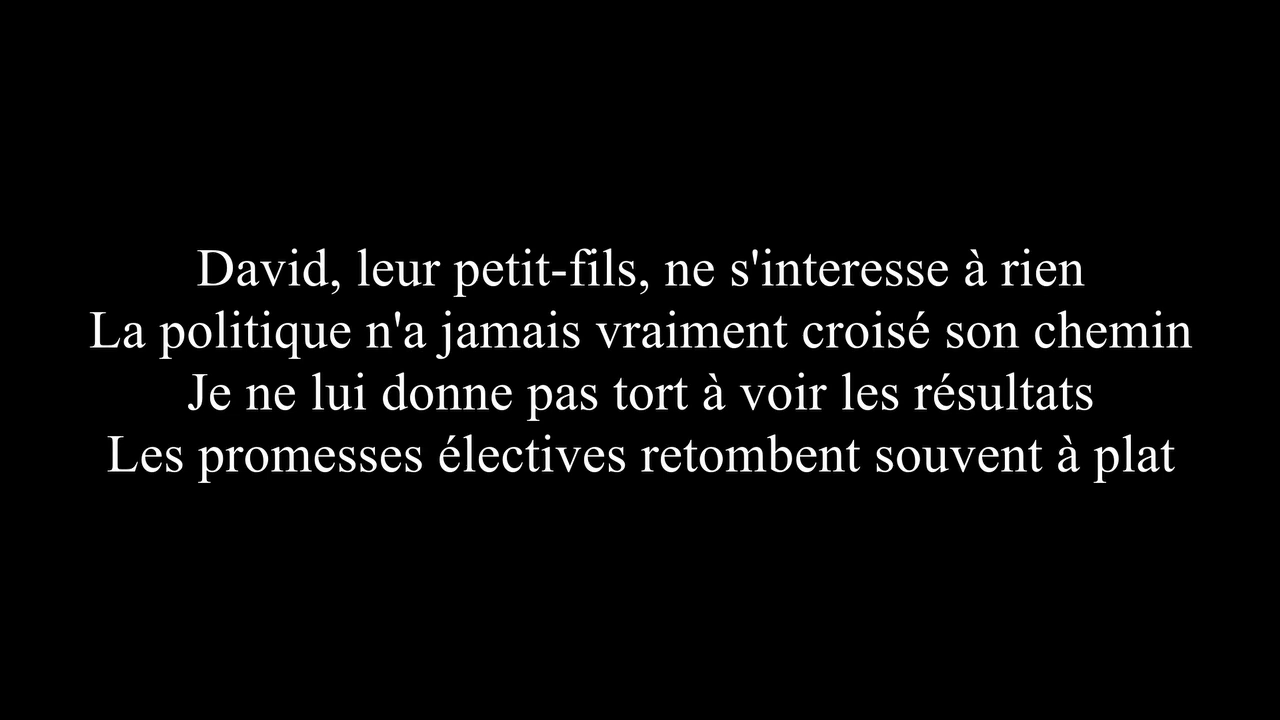 David, leur petit-fils, ne s'interesse à rien
La politique n'a jamais vraiment croisé son chemin
Je ne lui donne pas tort à voir les résultats
Les promesses électives retombent souvent à plat